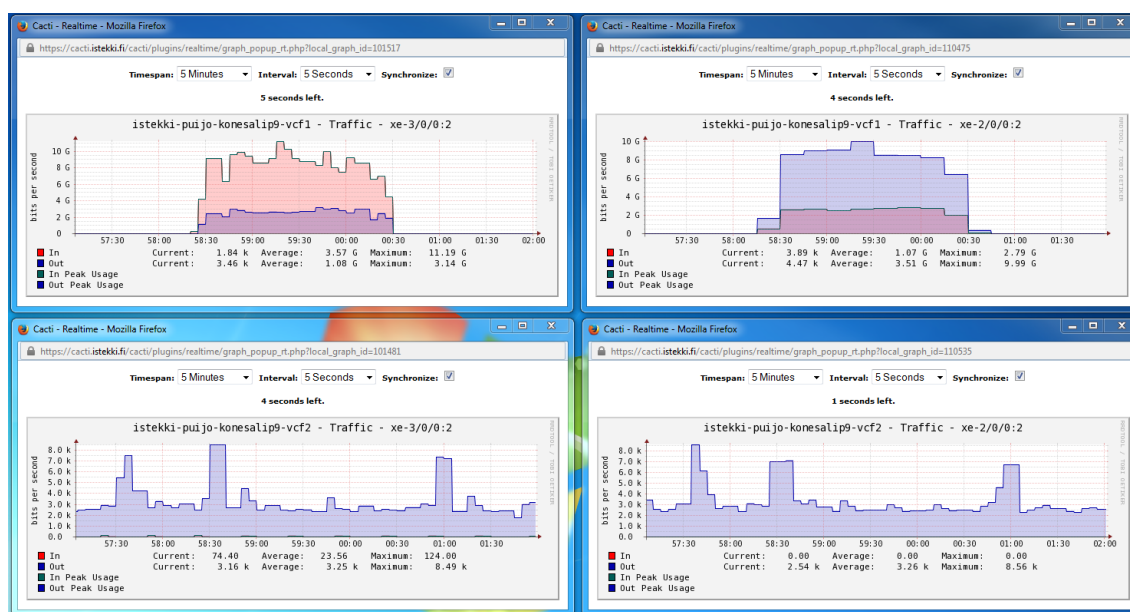 Cacti - Realtime - Mozilla Firefox
https://cacti.istekki.fi/cacti/plugins/realtime/graph_popup_rt.php?local_graph_id=101517
Timespan: 5 Minutes Interval: 5 Seconds Synchronize:
5 seconds left.
istekki-puijo-konesalip9-vcf1 - Traffic - xe-3/0/0:2
RRDTOOL / TOBI OETIKER
bits per second
10 G
8 G
6 G
4 G
2 G
0
57:30 58:00 58:30 59:00 59:30 00:00 00:30 01:00 01:30 02:00
In Current: 1.84 k Average: 3.57 G Maximum: 11.19 G
Out Current: 3.46 k Average: 1.08 G Maximum: 3.14 G
In Peak Usage
Out Peak Usage
Cacti - Realtime - Mozilla Firefox
https://cacti.istekki.fi/cacti/plugins/realtime/graph_popup_rt.php?local_graph_id=110475
Timespan: 5 Minutes Interval: 5 Seconds Synchronize:
4 seconds left.
istekki-puijo-konesalip9-vcf1 - Traffic - xe-2/0/0:2
RRDTOOL / TOBI OETIKER
bits per second
10 G
8 G
6 G
4 G
2 G
0
57:30 58:00 58:30 59:00 59:30 00:00 00:30 01:00 01:30
In Current: 3.89 k Average: 1.07 G Maximum: 2.79 G
Out Current: 4.47 k Average: 3.51 G Maximum: 9.99 G
In Peak Usage
Out Peak Usage
Cacti - Realtime - Mozilla Firefox
https://cacti.istekki.fi/cacti/plugins/realtime/graph_popup_rt.php?local_graph_id=101481
Timespan: 5 Minutes Interval: 5 Seconds Synchronize:
4 seconds left.
istekki-puijo-konesalip9-vcf2 - Traffic - xe-3/0/0:2
RRDTOOL / TOBI OETIKER
bits per second
8.0 k
7.0 k
6.0 k
5.0 k
4.0 k
3.0 k
2.0 k
1.0 k
0.0
57:30 58:00 58:30 59:00 59:30 00:00 00:30 01:00 01:30
In Current: 74.40 Average: 23.56 Maximum: 124.00
Out Current: 3.16 k Average: 3.25 k Maximum: 8.49 k
In Peak Usage
Out Peak Usage
Cacti - Realtime - Mozilla Firefox
https://cacti.istekki.fi/cacti/plugins/realtime/graph_popup_rt.php?local_graph_id=110535
Timespan: 5 Minutes Interval: 5 Seconds Synchronize:
1 seconds left.
istekki-puijo-konesalip9-vcf2 - Traffic - xe-2/0/0:2
RRDTOOL / TOBI OETIKER
bits per second
8.0 k
7.0 k
6.0 k
5.0 k
4.0 k
3.0 k
2.0 k
1.0 k
0.0
57:30 58:00 58:30 59:00 59:30 00:00 00:30 01:00 01:30 02:00
In Current: 0.00 Average: 0.00 Maximum: 0.00
Out Current: 2.54 k Average: 3.26 k Maximum: 8.56 k
In Peak Usage
Out Peak Usage